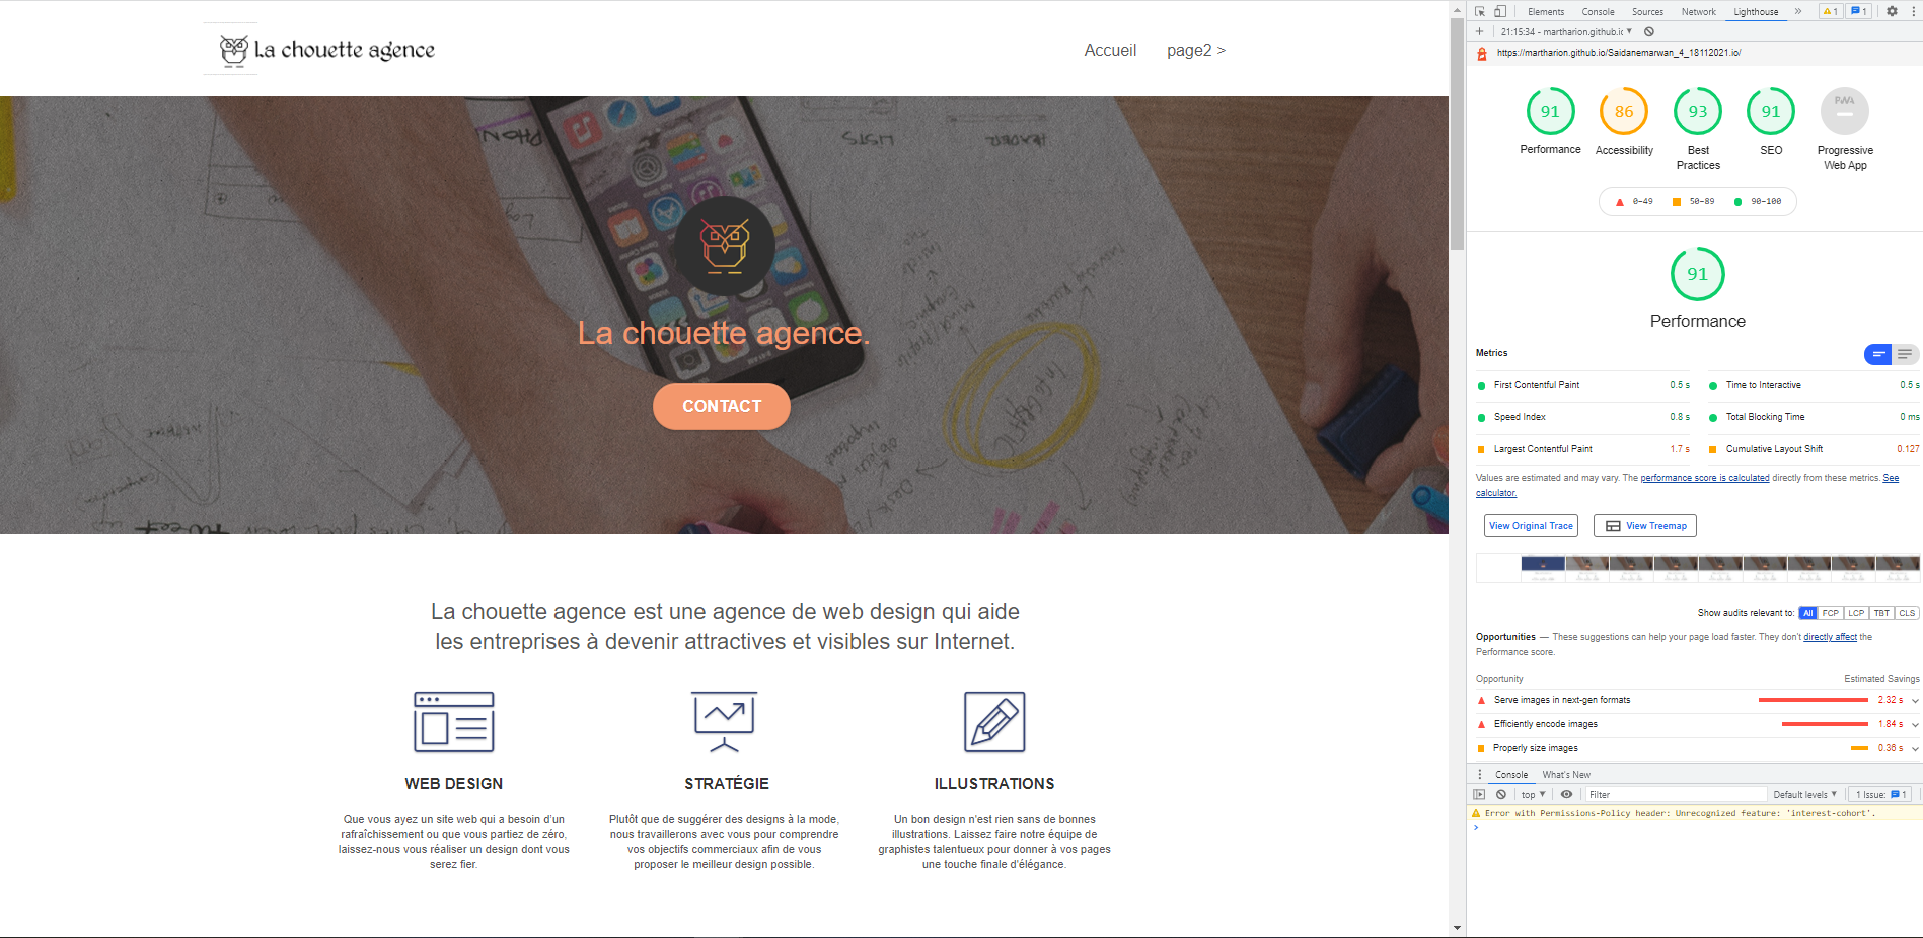 La chouette agence
Accueil
page2 >
La chouette agence.
CONTACT
La chouette agence est une agence de web design qui aide
les entreprises à devenir attractives et visibles sur Internet.
WEB DESIGN
Que vous ayez un site web qui a besoin d'un
rafraîchissement ou que vous partiez de zéro,
laissez-nous vous réaliser un design dont vous
serez fier.
STRATÉGIE
Plutôt que de suggérer des designs à la mode,
nous travaillerons avec vous pour comprendre
vos objectifs commerciaux afin de vous
proposer le meilleur design possible.
ILLUSTRATIONS
Un bon design n'est rien sans de bonnes
illustrations. Laissez faire notre équipe de
graphistes talentueux pour donner à vos pages
une touche finale d'élégance.
Elements Console Sources Network Lighthouse » 1 1
+ 21:15:34 - martharion.github.ic
https://martharion.github.io/Saidanemarwan_4_18112021.io/
91 86 93 91 PWA
Performance Accessibility Best Practices SEO Progressive Web App
0–49 50–89 90–100
91
Performance
Metrics
First Contentful Paint 0.5 s
Time to Interactive 0.5 s
Speed Index 0.8 s
Total Blocking Time 0 ms
Largest Contentful Paint 1.7 s
Cumulative Layout Shift 0.127
Values are estimated and may vary. The performance score is calculated directly from these metrics. See
calculator.
View Original Trace
View Treemap
Show audits relevant to: All FCP LCP TBT CLS
Opportunities — These suggestions can help your page load faster. They don't directly affect the
Performance score.
Opportunity Estimated Savings
Serve images in next-gen formats 2.32 s
Efficiently encode images 1.84 s
Properly size images 0.36 s
Console What's New
top Filter Default levels 1 Issue: 1
Error with Permissions-Policy header: Unrecognized feature: 'interest-cohort'.